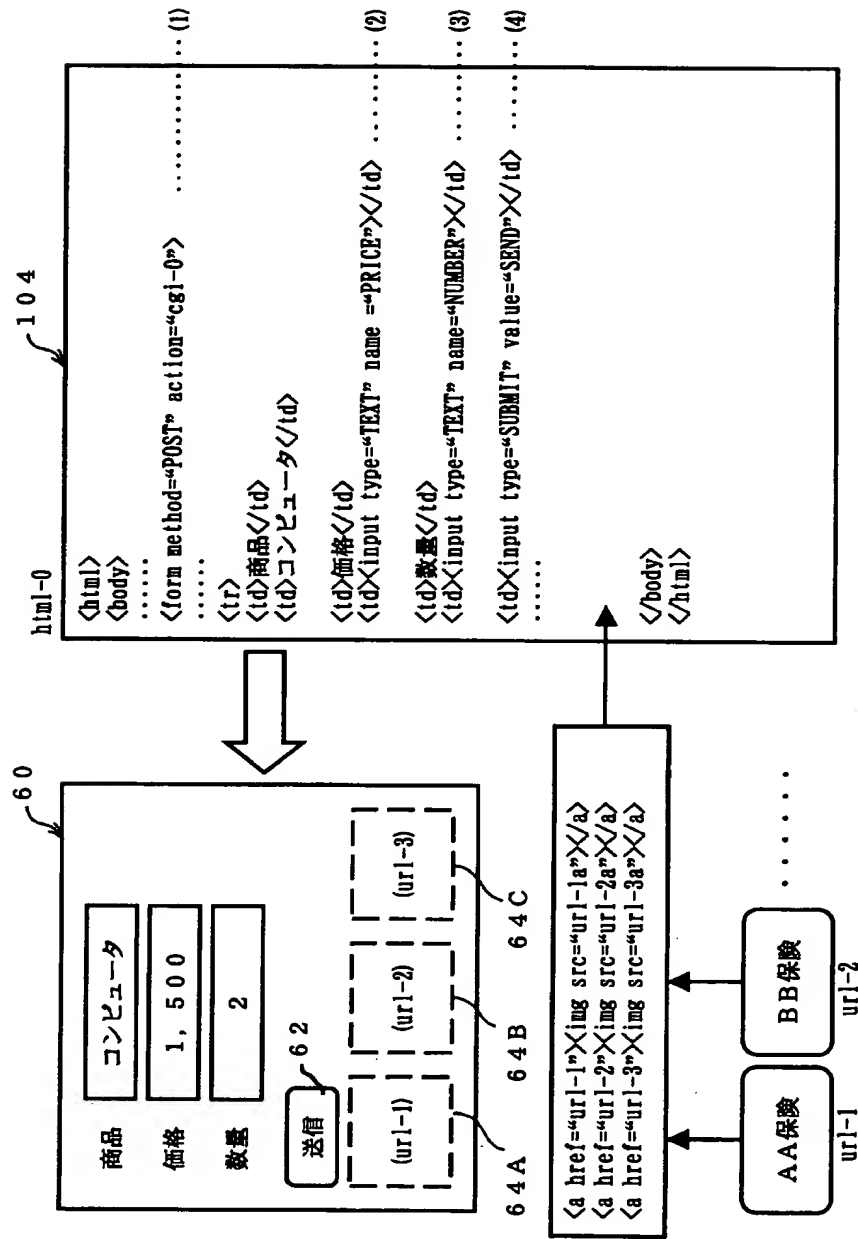 60
商品 コンピュータ
価格 1,500
数量 2
送信
62
(url-1) (url-2) (url-3)
64A 64B 64C
html-0
104
<html>
<body>
......
<form method="POST" action="cgi-0"> ............(1)
......
<tr>
<td>商品</td>
<td>コンピュータ</td>
<td>価格</td>
<td><input type="TEXT" name ="PRICE"></td> ........(2)
<td>数量</td>
<td><input type="TEXT" name="NUMBER"></td> ........(3)
<td><input type="SUBMIT" value="SEND"></td> ......(4)
......
</body>
</html>
<a href="url-1"><img src="url-1a"></a>
<a href="url-2"><img src="url-2a"></a>
<a href="url-3"><img src="url-3a"></a>
AA保険 BB保険 ......
url-1 url-2